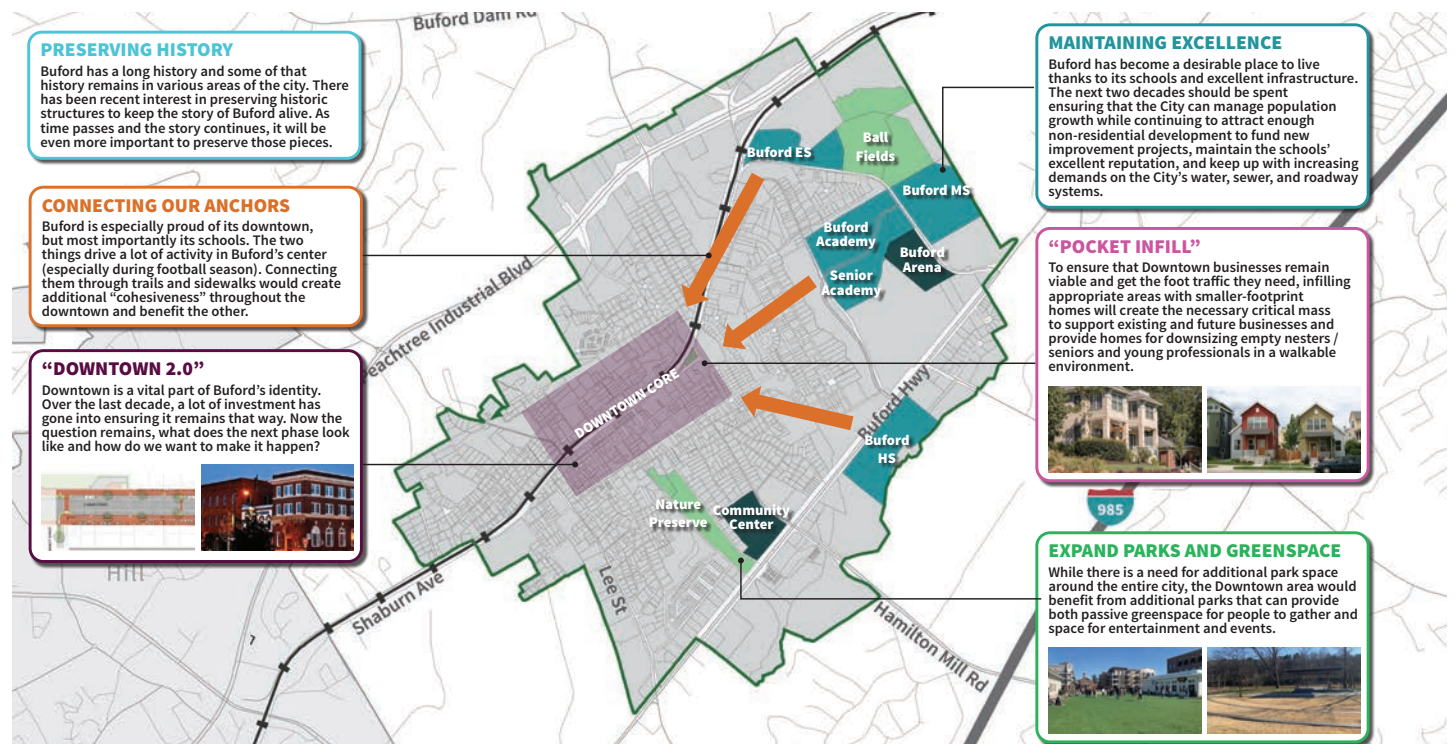 Buford Dam Rd
PRESERVING HISTORY
Buford has a long history and some of that
history remains in various areas of the city. There
has been recent interest in preserving historic
structures to keep the story of Buford alive. As
time passes and the story continues, it will be
even more important to preserve those pieces.
CONNECTING OUR ANCHORS
Buford is especially proud of its downtown,
but most importantly its schools. The two
things drive a lot of activity in Buford’s center
(especially during football season). Connecting
them through trails and sidewalks would create
additional “cohesiveness” throughout the
downtown and benefit the other.
“DOWNTOWN 2.0”
Downtown is a vital part of Buford’s identity.
Over the last decade, a lot of investment has
gone into ensuring it remains that way. Now the
question remains, what does the next phase look
like and how do we want to make it happen?
Hill
Shaburn Ave
Peachtree Industrial Blvd
Buford ES
Ball
Fields
Buford MS
Buford
Academy
Senior
Academy
Buford
Arena
DOWNTOWN CORE
Buford Hwy
Buford
HS
Nature
Preserve
Community
Center
Lee St
Hamilton Mill Rd
MAINTAINING EXCELLENCE
Buford has become a desirable place to live
thanks to its schools and excellent infrastructure.
The next two decades should be spent
ensuring that the City can manage population
growth while continuing to attract enough
non-residential development to fund new
improvement projects, maintain the schools’
excellent reputation, and keep up with increasing
demands on the City’s water, sewer, and roadway
systems.
“POCKET INFILL”
To ensure that Downtown businesses remain
viable and get the foot traffic they need, infilling
appropriate areas with smaller-footprint
homes will create the necessary critical mass
to support existing and future businesses and
provide homes for downsizing empty nesters /
seniors and young professionals in a walkable
environment.
985
EXPAND PARKS AND GREENSPACE
While there is a need for additional park space
around the entire city, the Downtown area would
benefit from additional parks that can provide
both passive greenspace for people to gather and
space for entertainment and events.